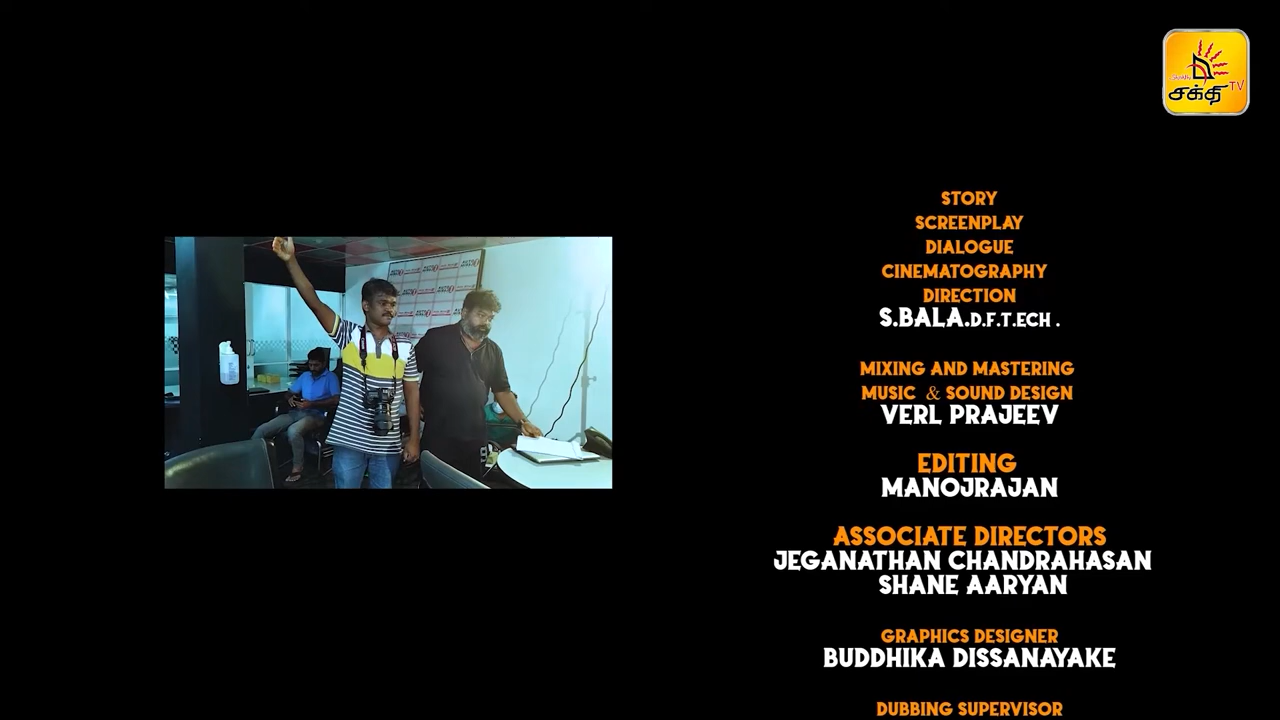 சக்தி TV
STORY
SCREENPLAY
DIALOGUE
CINEMATOGRAPHY
DIRECTION
S.BALA.D.F.T.ECH .
MIXING AND MASTERING
MUSIC & SOUND DESIGN
VERL PRAJEEV
EDITING
MANOJRAJAN
ASSOCIATE DIRECTORS
JEGANATHAN CHANDRAHASAN
SHANE AARYAN
GRAPHICS DESIGNER
BUDDHIKA DISSANAYAKE
DUBBING SUPERVISOR